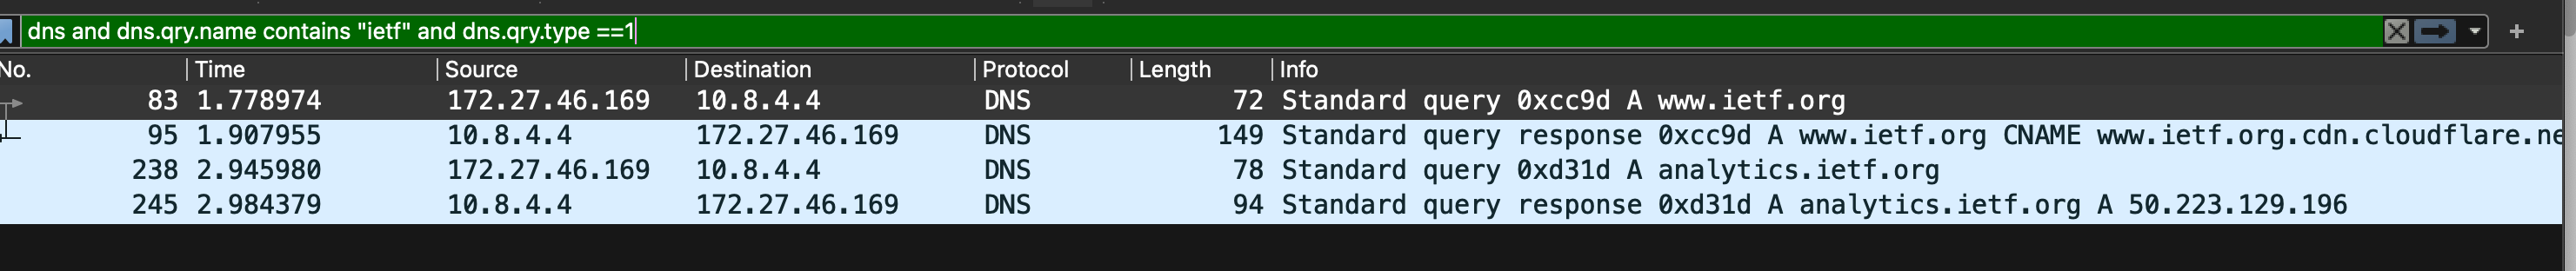 dns and dns.qry.name contains "ietf" and dns.qry.type ==1
No. Time Source Destination Protocol Length Info
83 1.778974 172.27.46.169 10.8.4.4 DNS 72 Standard query 0xcc9d A www.ietf.org
95 1.907955 10.8.4.4 172.27.46.169 DNS 149 Standard query response 0xcc9d A www.ietf.org CNAME www.ietf.org.cdn.cloudflare.ne
238 2.945980 172.27.46.169 10.8.4.4 DNS 78 Standard query 0xd31d A analytics.ietf.org
245 2.984379 10.8.4.4 172.27.46.169 DNS 94 Standard query response 0xd31d A analytics.ietf.org A 50.223.129.196